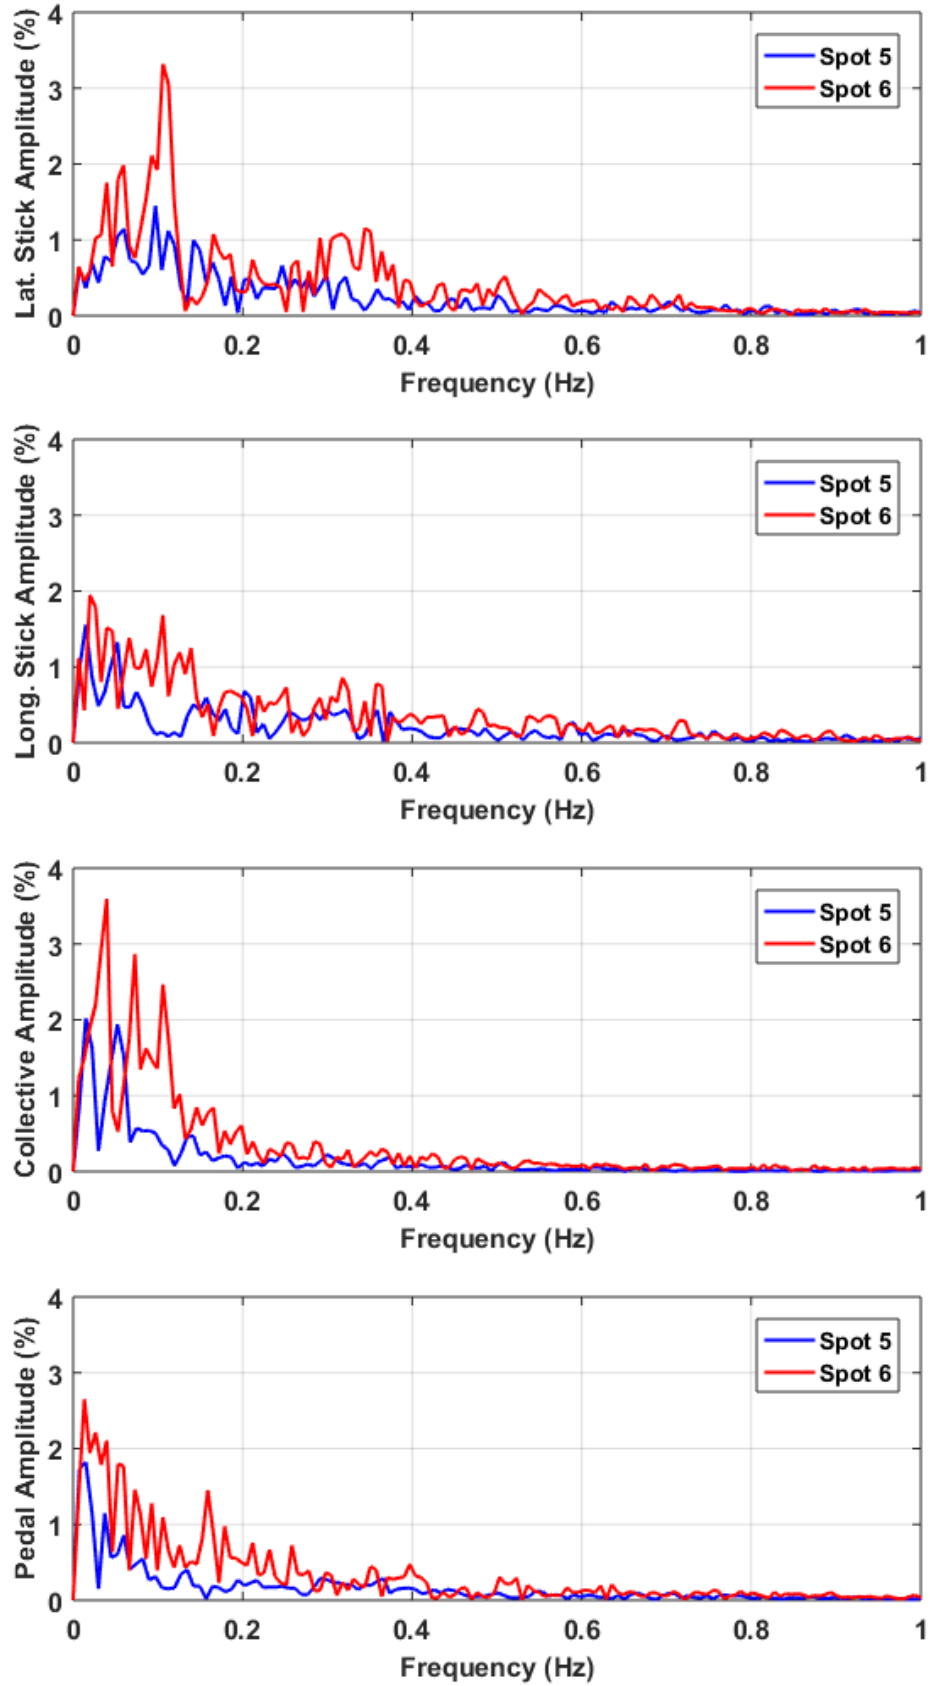 Lat. Stick Amplitude (%)
4
3
2
1
0
Spot 5
Spot 6
0 0.2 0.4 0.6 0.8 1
Frequency (Hz)
Long. Stick Amplitude (%)
4
3
2
1
0
Spot 5
Spot 6
0 0.2 0.4 0.6 0.8 1
Frequency (Hz)
Collective Amplitude (%)
4
3
2
1
0
Spot 5
Spot 6
0 0.2 0.4 0.6 0.8 1
Frequency (Hz)
Pedal Amplitude (%)
4
3
2
1
0
Spot 5
Spot 6
0 0.2 0.4 0.6 0.8 1
Frequency (Hz)